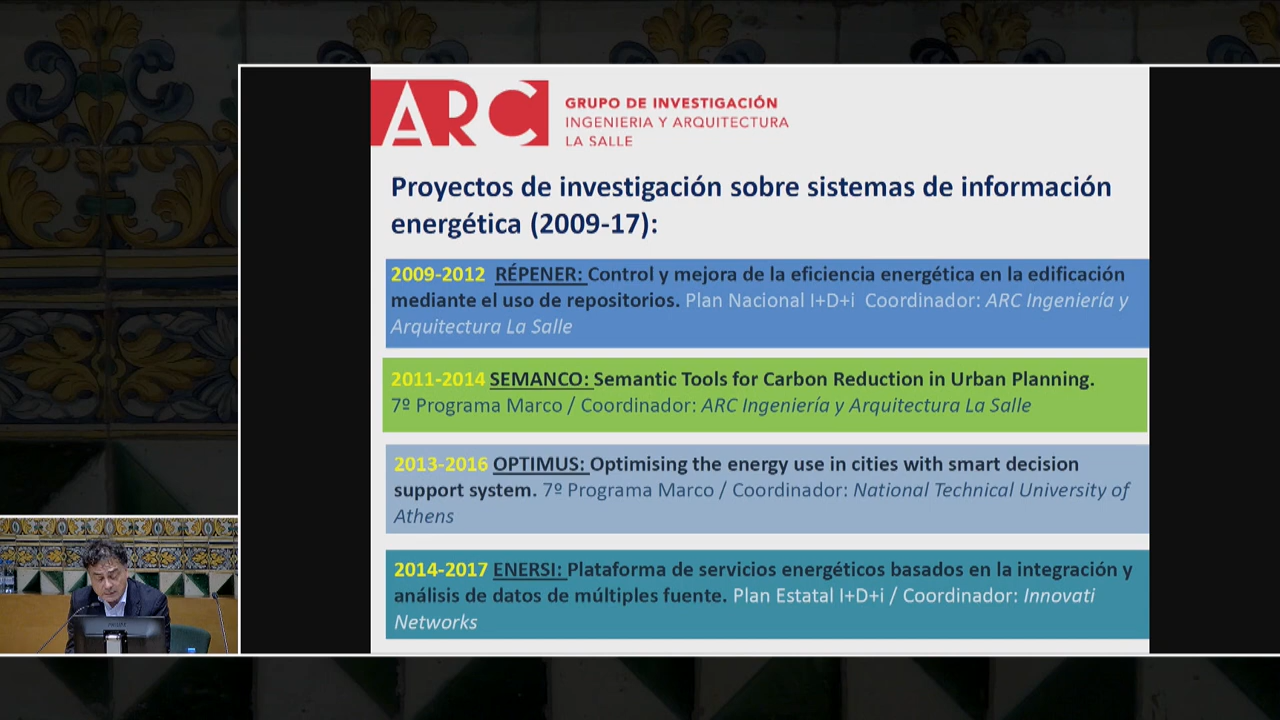 ARC
GRUPO DE INVESTIGACIÓN
INGENIERIA Y ARQUITECTURA
LA SALLE
Proyectos de investigación sobre sistemas de información
energética (2009-17):
2009-2012 RÉPENER: Control y mejora de la eficiencia energética en la edificación
mediante el uso de repositorios. Plan Nacional I+D+i Coordinador: ARC Ingeniería y
Arquitectura La Salle
2011-2014 SEMANCO: Semantic Tools for Carbon Reduction in Urban Planning.
7º Programa Marco / Coordinador: ARC Ingeniería y Arquitectura La Salle
2013-2016 OPTIMUS: Optimising the energy use in cities with smart decision
support system. 7º Programa Marco / Coordinador: National Technical University of
Athens
2014-2017 ENERSI: Plataforma de servicios energéticos basados en la integración y
análisis de datos de múltiples fuente. Plan Estatal I+D+i / Coordinador: Innovati
Networks